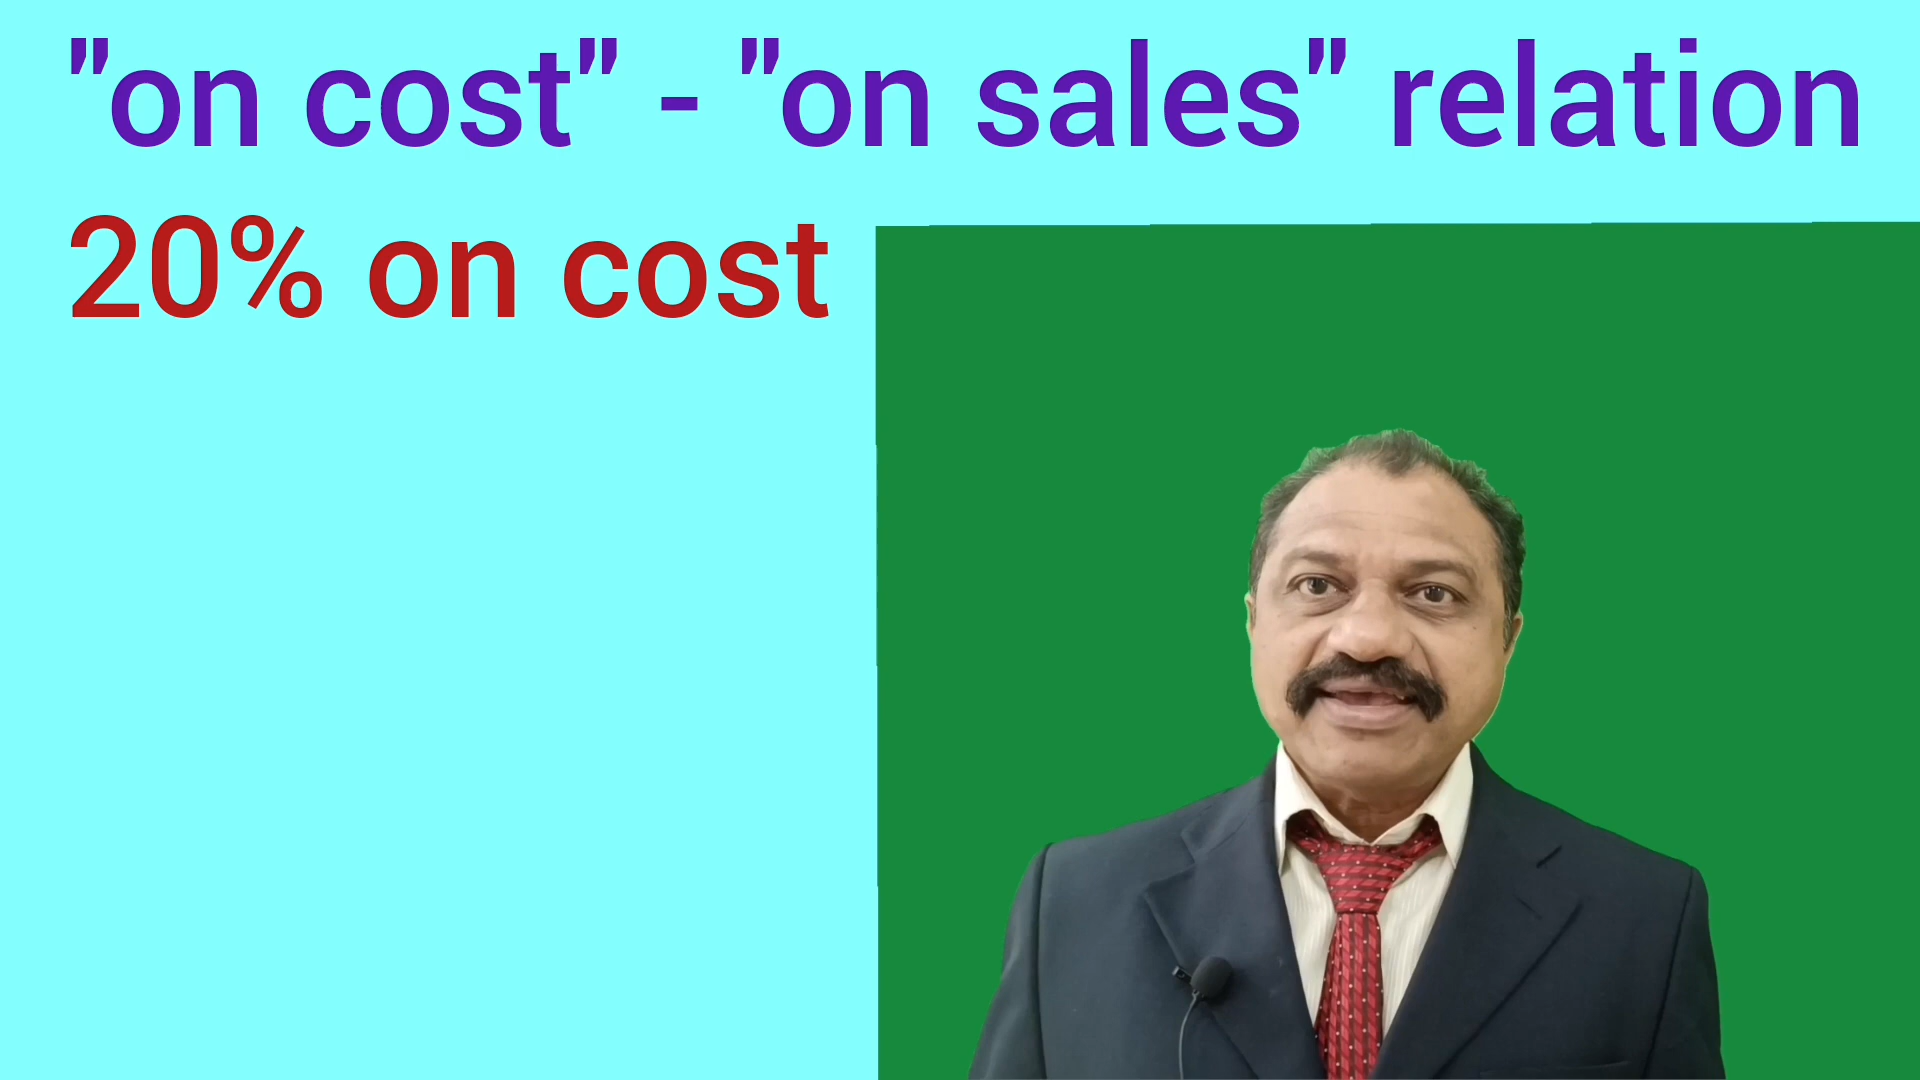 "on cost" - "on sales" relation
20% on cost